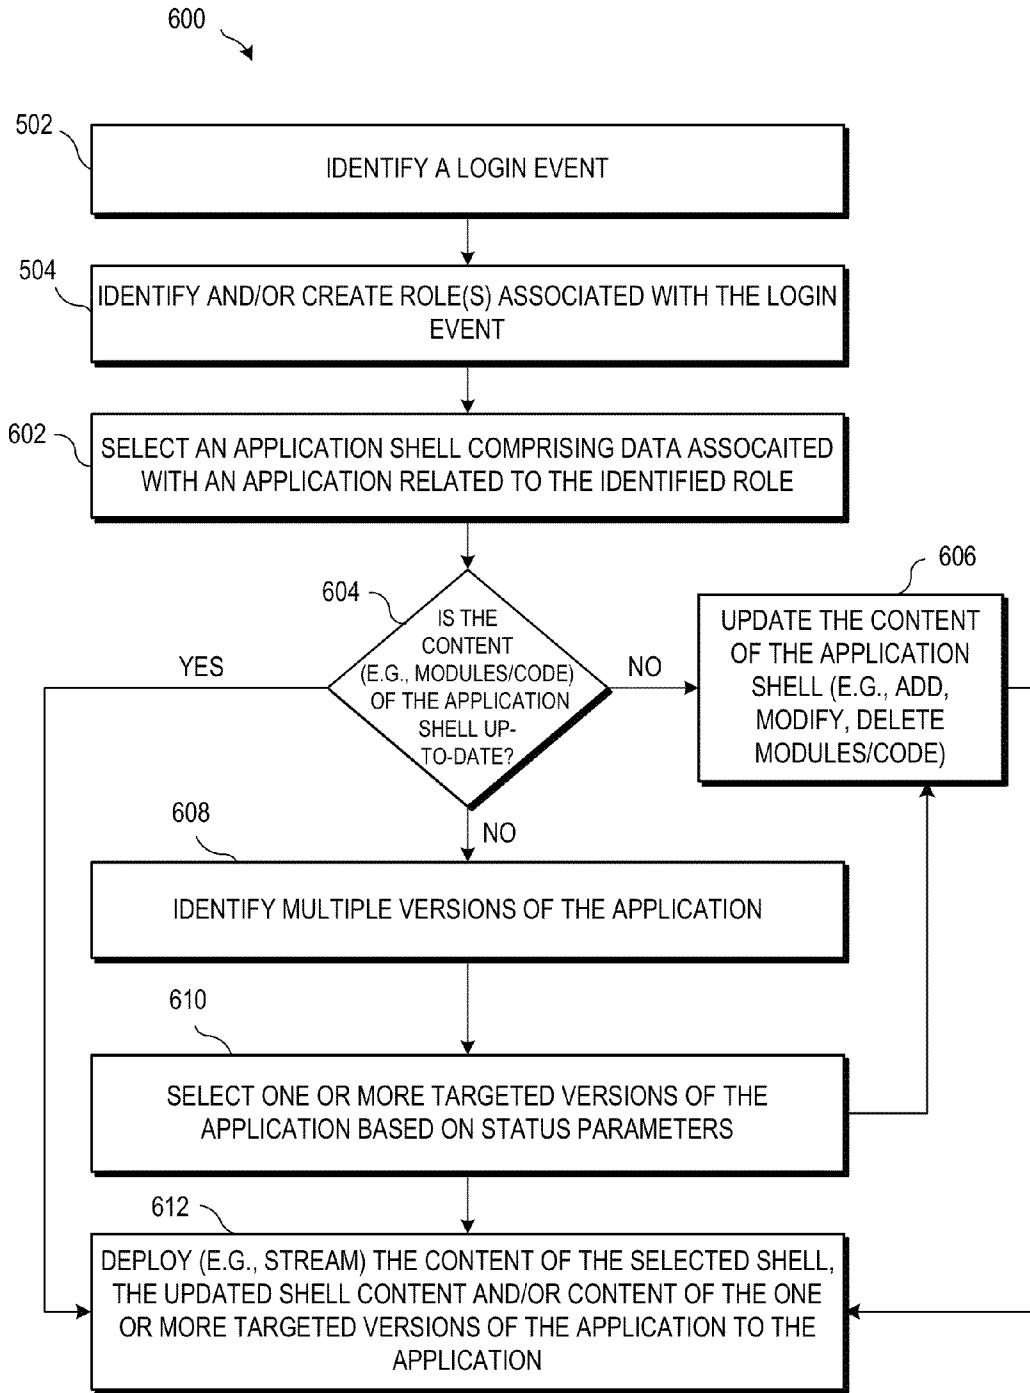 600
502
IDENTIFY A LOGIN EVENT
504
IDENTIFY AND/OR CREATE ROLE(S) ASSOCIATED WITH THE LOGIN
EVENT
602
SELECT AN APPLICATION SHELL COMPRISING DATA ASSOCAITED
WITH AN APPLICATION RELATED TO THE IDENTIFIED ROLE
604
IS THE
CONTENT
(E.G., MODULES/CODE)
OF THE APPLICATION
SHELL UP-
TO-DATE?
YES
NO
606
UPDATE THE CONTENT
OF THE APPLICATION
SHELL (E.G., ADD,
MODIFY, DELETE
MODULES/CODE)
NO
608
IDENTIFY MULTIPLE VERSIONS OF THE APPLICATION
610
SELECT ONE OR MORE TARGETED VERSIONS OF THE
APPLICATION BASED ON STATUS PARAMETERS
612
DEPLOY (E.G., STREAM) THE CONTENT OF THE SELECTED SHELL,
THE UPDATED SHELL CONTENT AND/OR CONTENT OF THE ONE
OR MORE TARGETED VERSIONS OF THE APPLICATION TO THE
APPLICATION